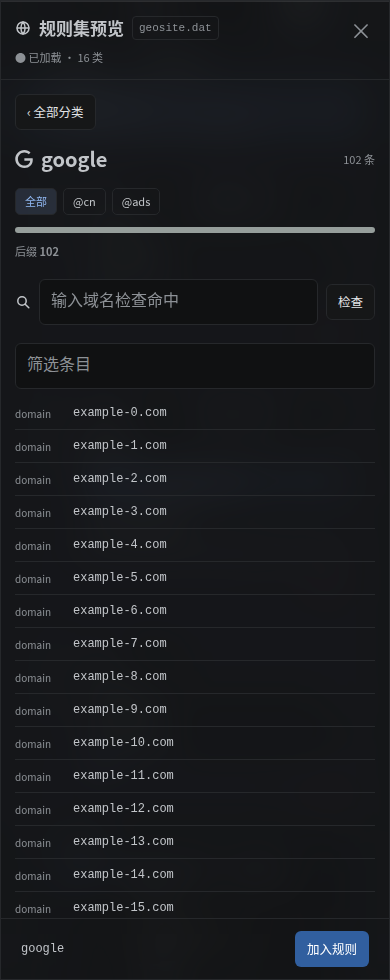 规则集预览 geosite.dat
已加载 · 16 类
‹ 全部分类
google 102 条
全部 @cn @ads
后缀 102
输入域名检查命中 检查
筛选条目
domain example-0.com
domain example-1.com
domain example-2.com
domain example-3.com
domain example-4.com
domain example-5.com
domain example-6.com
domain example-7.com
domain example-8.com
domain example-9.com
domain example-10.com
domain example-11.com
domain example-12.com
domain example-13.com
domain example-14.com
domain example-15.com
google 加入规则